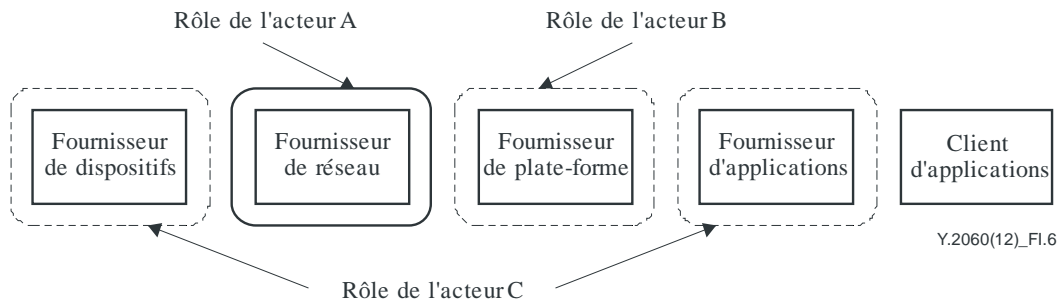 Rôle de l'acteur A
Rôle de l'acteur B
Fournisseur
de dispositifs
Fournisseur
de réseau
Fournisseur
de plate-forme
Fournisseur
d'applications
Client
d'applications
Y.2060(12)_FI.6
Rôle de l'acteur C